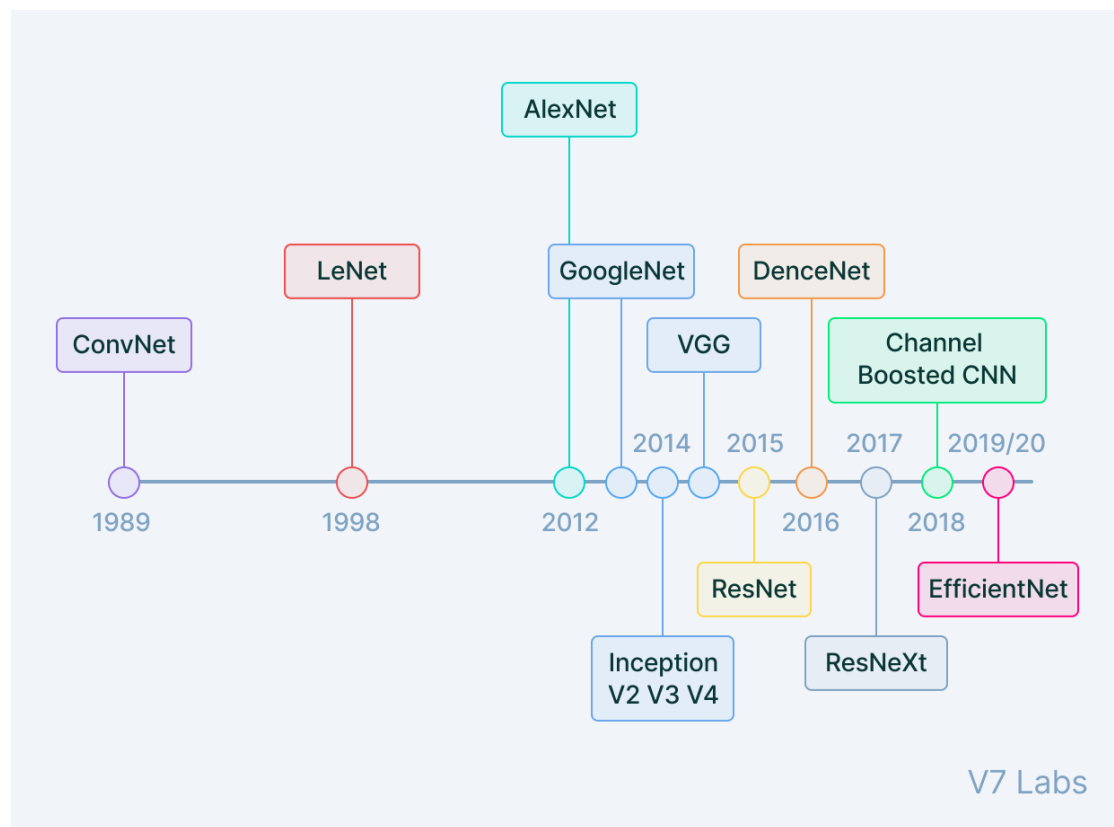 AlexNet
LeNet
GoogleNet
DenceNet
ConvNet
VGG
Channel
Boosted CNN
2014
2015
2017
2019/20
1989
1998
2012
2016
2018
ResNet
EfficientNet
Inception
V2 V3 V4
ResNeXt
V7 Labs